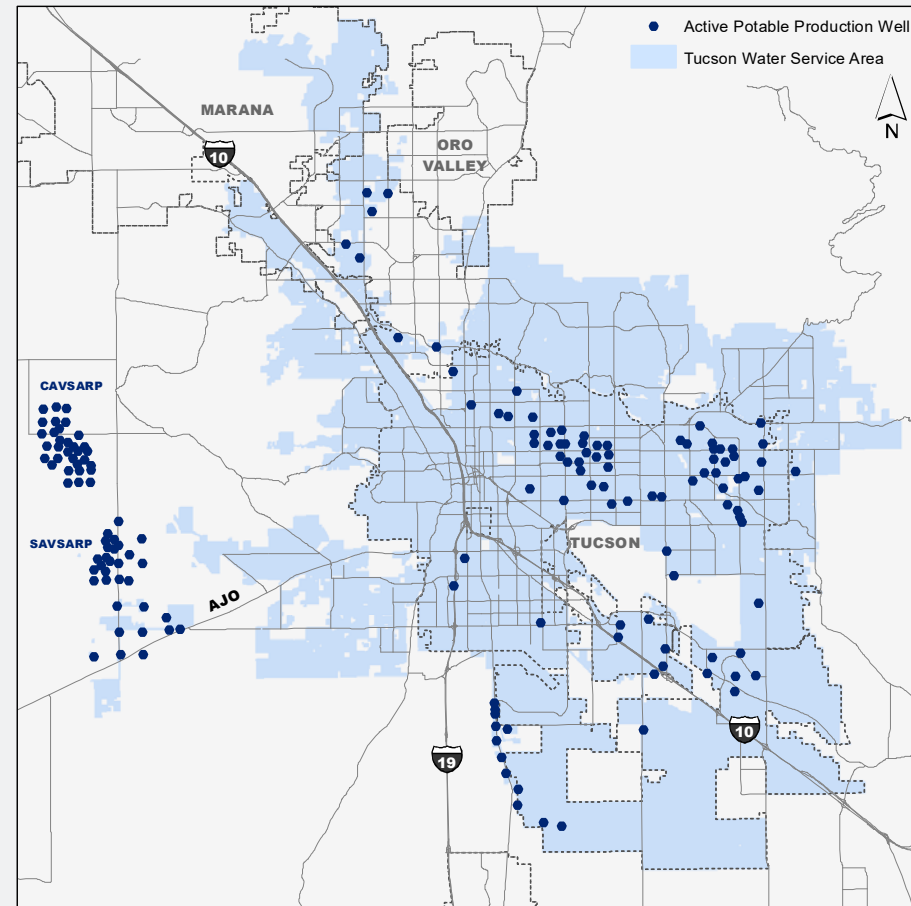 Active Potable Production Well
Tucson Water Service Area
N
MARANA
ORO
VALLEY
10
CAVSARP
SAVSARP
TUCSON
AJO
10
19